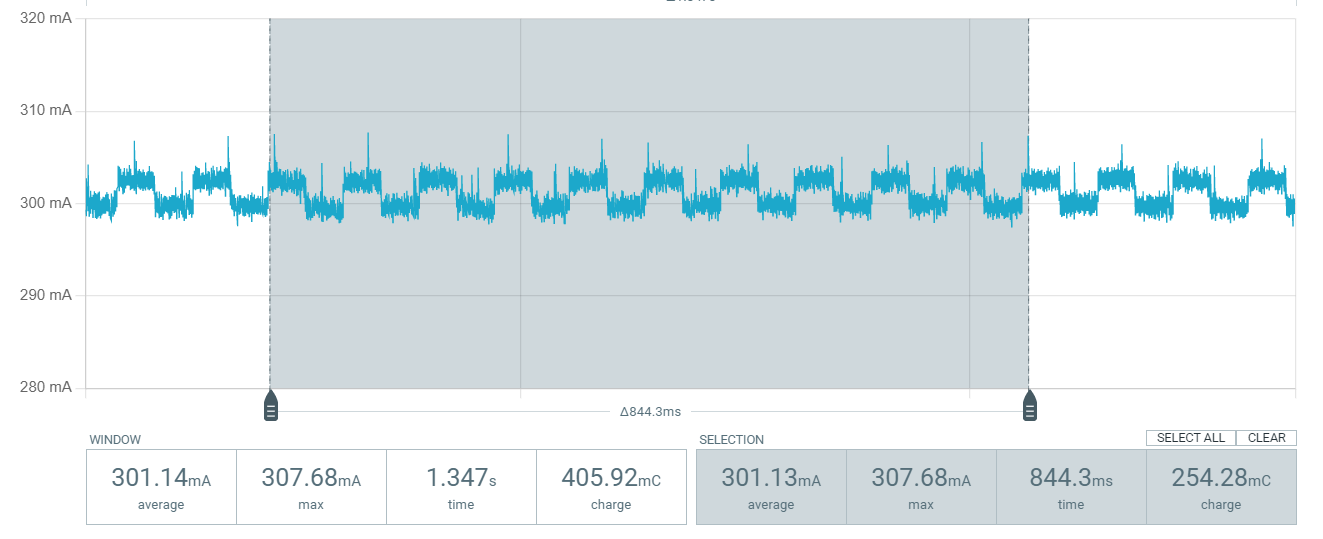 320 mA
310 mA
300 mA
290 mA
280 mA
Δ844.3ms
WINDOW
SELECTION
SELECT ALL
CLEAR
301.14mA
307.68mA
1.347s
405.92mC
301.13mA
307.68mA
844.3ms
254.28mC
average
max
time
charge
average
max
time
charge